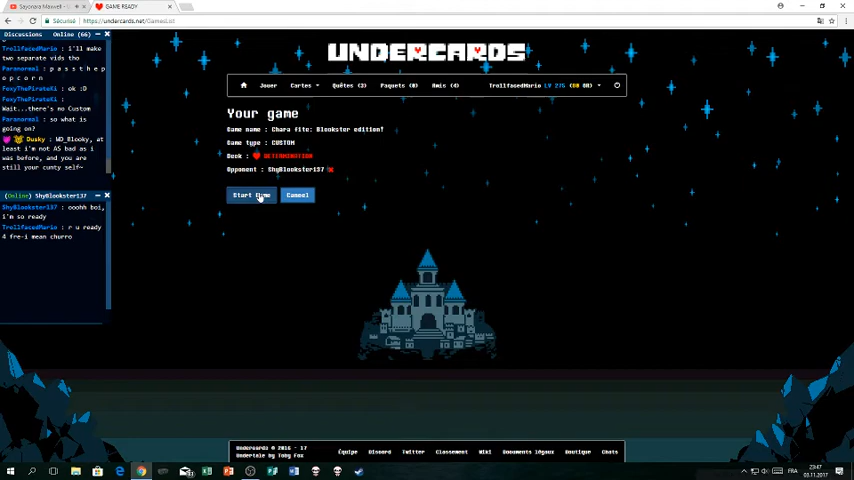 Sayonara Maxwell -
GAME READY
Sécurisé
https://undercards.net/GamesList
Discussions Online (66)
TrollfacedMario : i'll make
two separate vids tho
Paranormal : p a s s t h e p
o p c o r n
FoxyThePirateKi : ok :D
FoxyThePirateKi :
Wait...there's no Custom
Paranormal : so what is
going on?
Dusky : WD_Blooky, at
least i'm not AS bad as i
was before, and you are
still your cunty self~
(Online) ShyBlookster137
ShyBlookster137 : ooohh boi,
i'm so ready
TrollfacedMario : r u ready
4 fre-i mean churro
UNDERCARDS
Jouer Cartes Quêtes (3) Paquets (0) Amis (4) TrollfacedMario LV 275
Your game
Game name : Chara fite: Blookster edition!
Game type : CUSTOM
Deck : DETERMINATION
Opponent : ShyBlookster137
Start Game Cancel
Undercards © 2016 - 17
Undertale by Toby Fox
Équipe Discord Twitter Classement Wiki Documents légaux Boutique Chats
FRA
23:47
03.11.2017